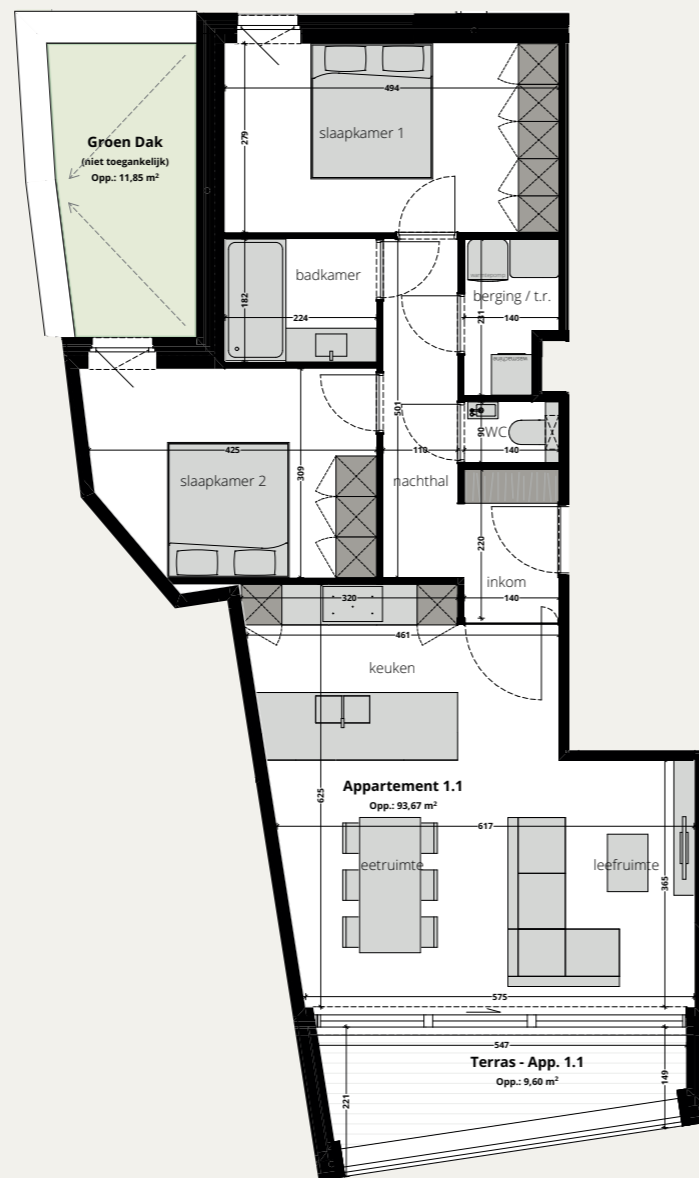 494
slaapkamer 1
279
Groen Dak
(niet toegankelijk)
Opp.: 11,85 m²
badkamer
182
224
berging / t.r.
231
140
501
WC
90
110
140
425
309
slaapkamer 2
nachthal
220
inkom
140
320
461
keuken
625
Appartement 1.1
Opp.: 93,67 m²
617
eetruimte
leefruimte
365
575
547
Terras - App. 1.1
Opp.: 9,60 m²
221
149